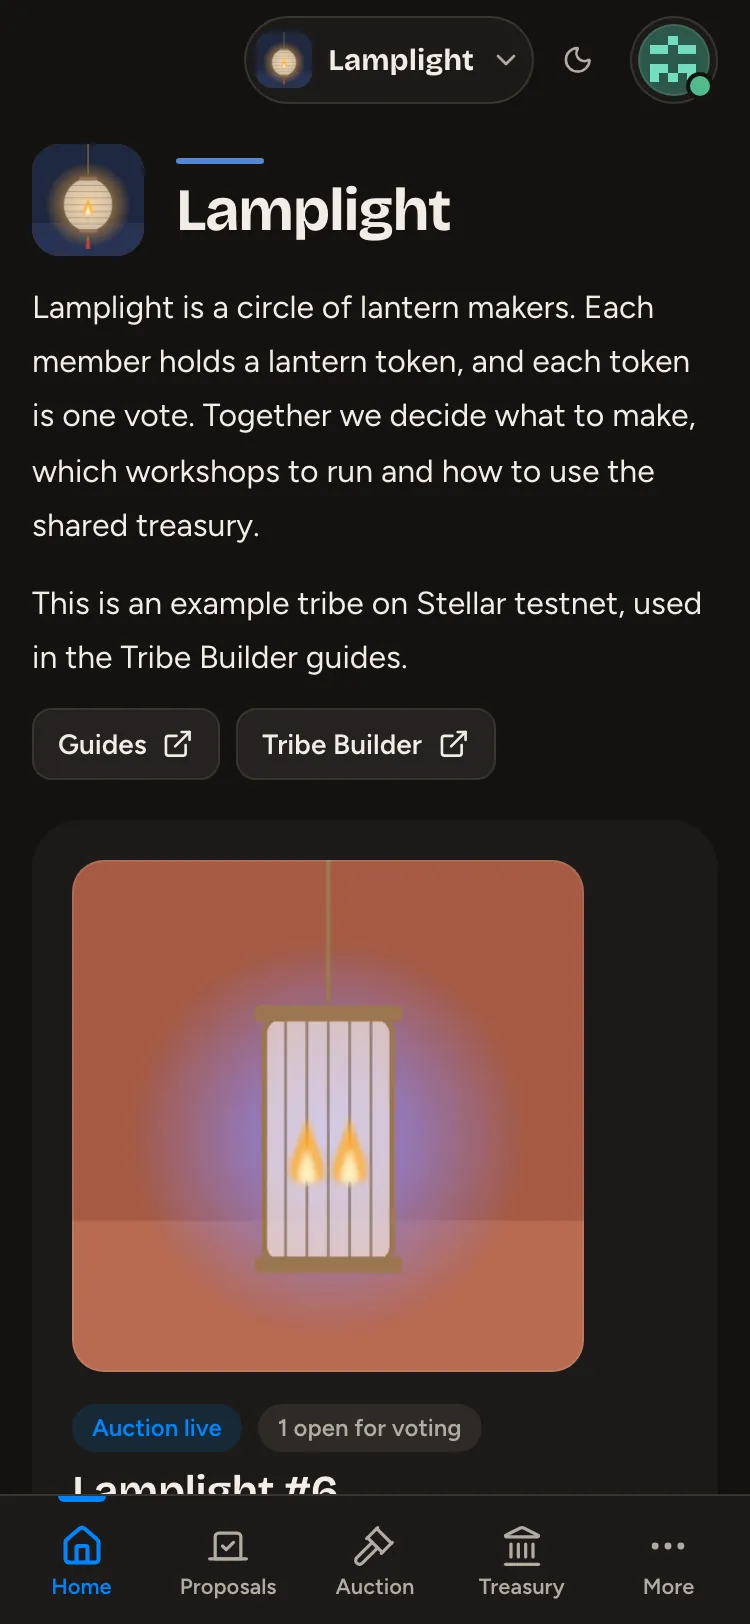 Lamplight
Lamplight
Lamplight is a circle of lantern makers. Each
member holds a lantern token, and each token
is one vote. Together we decide what to make,
which workshops to run and how to use the
shared treasury.
This is an example tribe on Stellar testnet, used
in the Tribe Builder guides.
Guides
Tribe Builder
Auction live
1 open for voting
Lamplight #6
Home
Proposals
Auction
Treasury
More